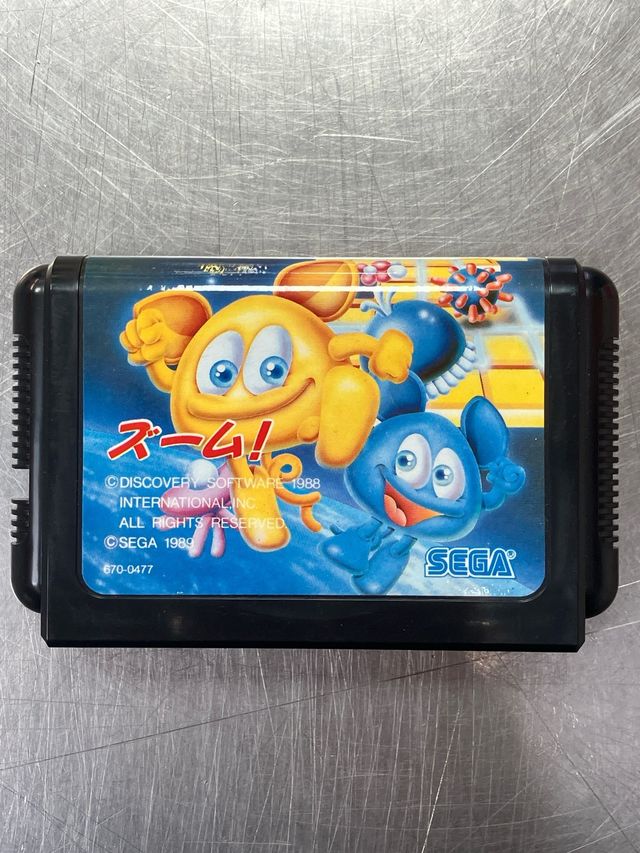 ズーム!
©DISCOVERY SOFTWARE 1988
INTERNATIONAL,INC.
ALL RIGHTS RESERVED.
©SEGA 1989
670-0477
SEGA®